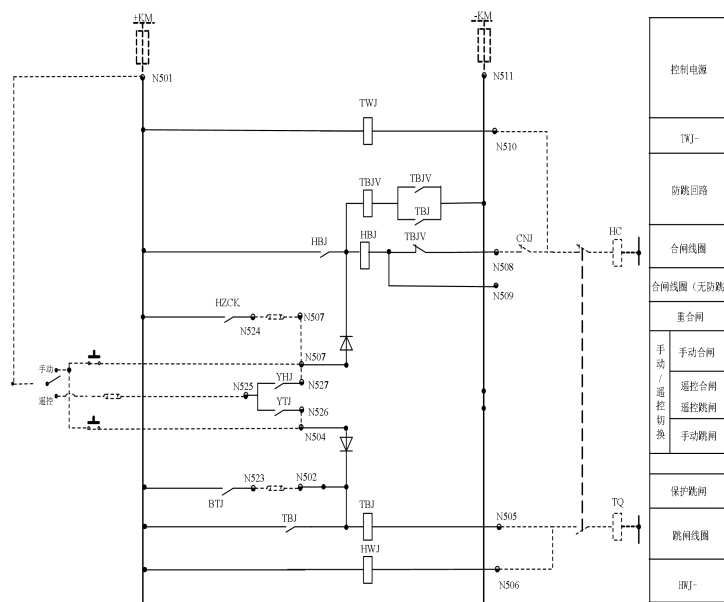 +KM
-KM
N501
N511
TWJ
N510
TBJV
TBJV
TBJ
HBJ
HBJ
TBJV
CNJ
HC
N508
N509
HZCK
N524
N507
N507
手动
遥控
N525
YHJ
N527
YTJ
N526
N504
N523
N502
BTJ
TBJ
TBJ
N505
TQ
HWJ
N506
控制电源
TWJ-
防跳回路
合闸线圈
合闸线圈（无防跳
重合闸
手动/遥控切换
手动合闸
遥控合闸
遥控跳闸
手动跳闸
保护跳闸
跳闸线圈
HWJ-